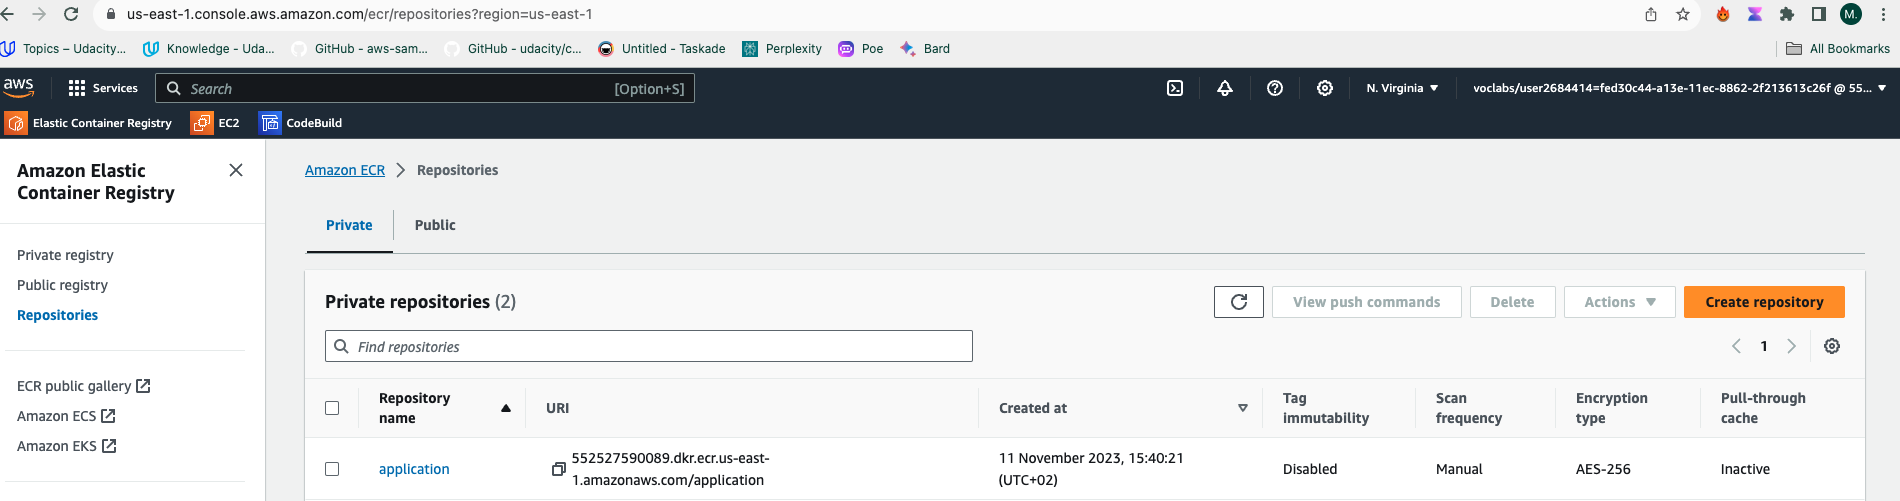 us-east-1.console.aws.amazon.com/ecr/repositories?region=us-east-1
M.
Topics – Udacity...
Knowledge - Uda...
GitHub - aws-sam...
GitHub - udacity/c...
Untitled - Taskade
Perplexity
Poe
Bard
All Bookmarks
aws
Services
Search
[Option+S]
N. Virginia
voclabs/user2684414=fed30c44-a13e-11ec-8862-2f213613c26f @ 55...
Elastic Container Registry
EC2
CodeBuild
Amazon Elastic
Container Registry
Private registry
Public registry
Repositories
ECR public gallery
Amazon ECS
Amazon EKS
Amazon ECR
Repositories
Private
Public
Private repositories (2)
View push commands
Delete
Actions
Create repository
Find repositories
1
Repository
name
URI
Created at
Tag
immutability
Scan
frequency
Encryption
type
Pull-through
cache
application
552527590089.dkr.ecr.us-east-
1.amazonaws.com/application
11 November 2023, 15:40:21
(UTC+02)
Disabled
Manual
AES-256
Inactive